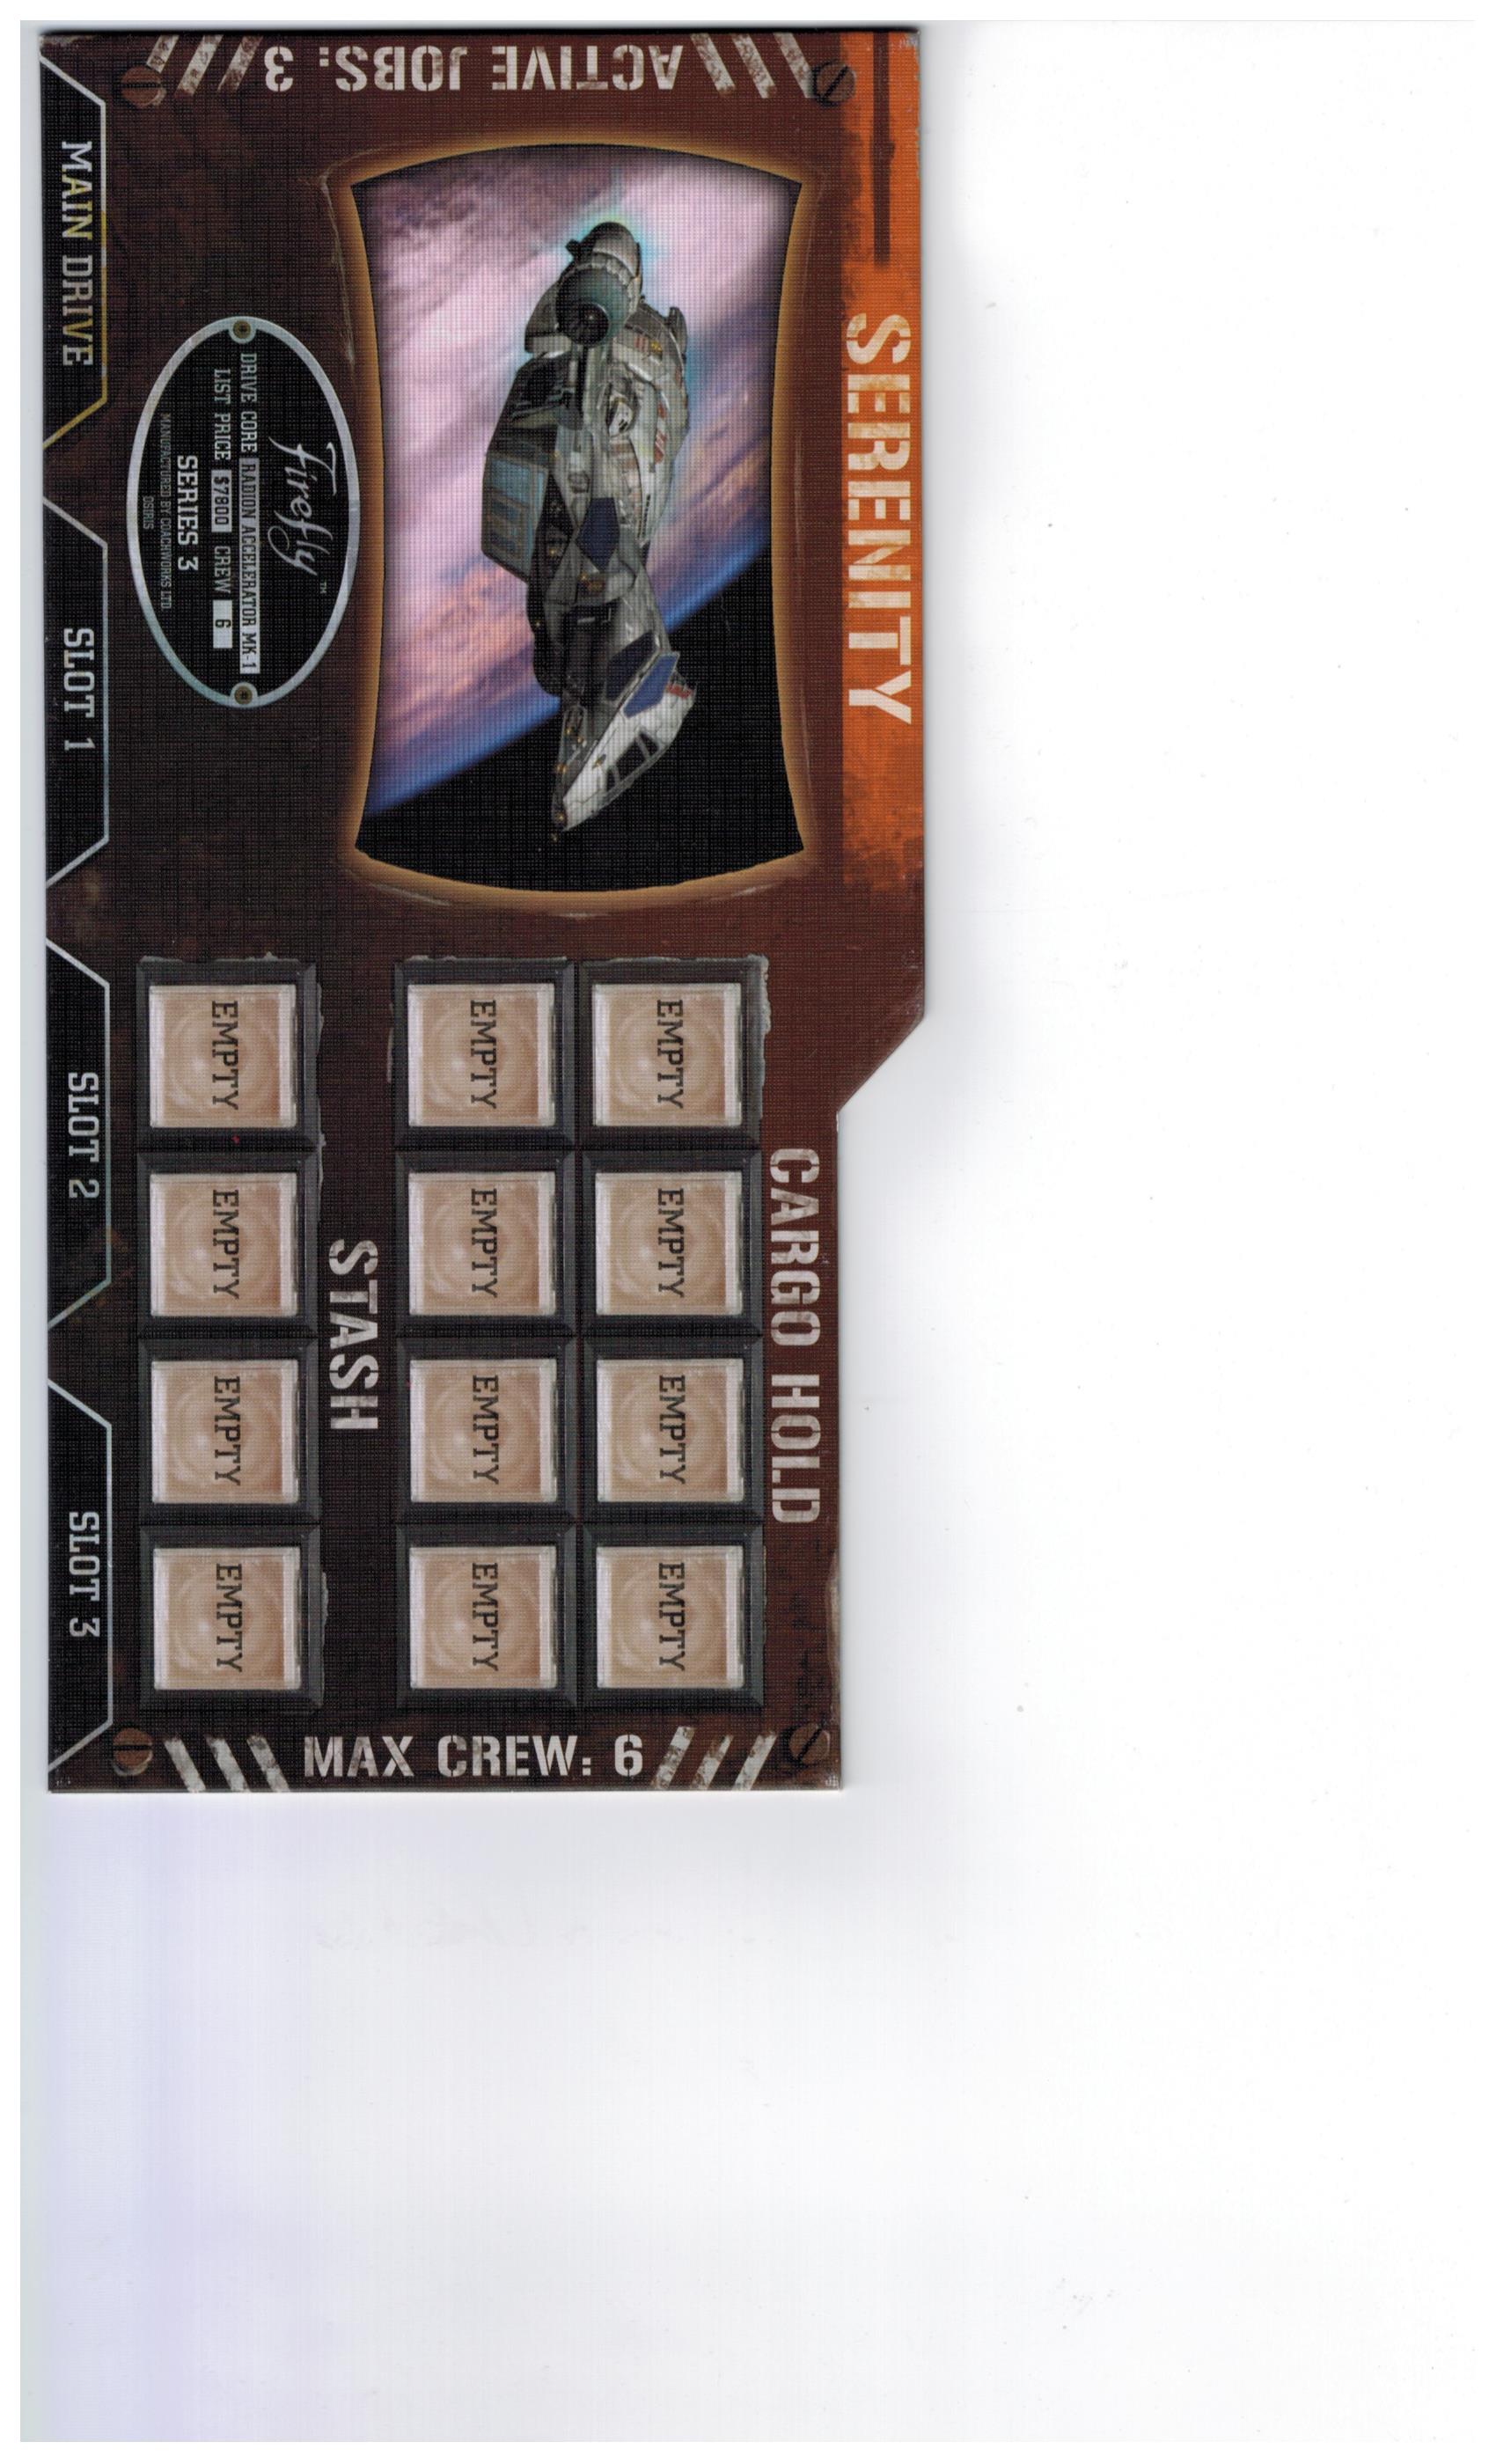 SERENITY
ACTIVE JOBS: 3
Firefly™
DRIVE CORE RADION ACCELERATOR MK-1
LIST PRICE $7800 CREW 6
SERIES 3
MANUFACTURED BY COACHWORKS LTD.
OSIRIS
CARGO HOLD
EMPTY EMPTY EMPTY EMPTY
EMPTY EMPTY EMPTY EMPTY
STASH
EMPTY EMPTY EMPTY EMPTY
MAX CREW: 6
MAIN DRIVE SLOT 1 SLOT 2 SLOT 3